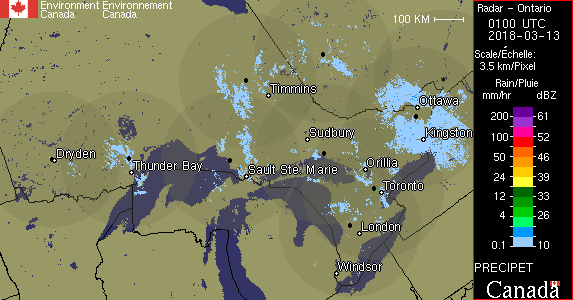 Environment Environnement
Canada Canada
100 KM
Timmins
Ottawa
Sudbury
Kingston
Dryden
Thunder Bay
Sault Ste. Marie
Orillia
Toronto
London
Windsor
Radar - Ontario
0100 UTC
2018-03-13
Scale/Échelle:
3.5 km/Pixel
Rain/Pluie
mm/hr dBZ
200 61
100 52
50 46
24 39
12 33
4 26
1 20
0.1 10
PRECIPET
Canada